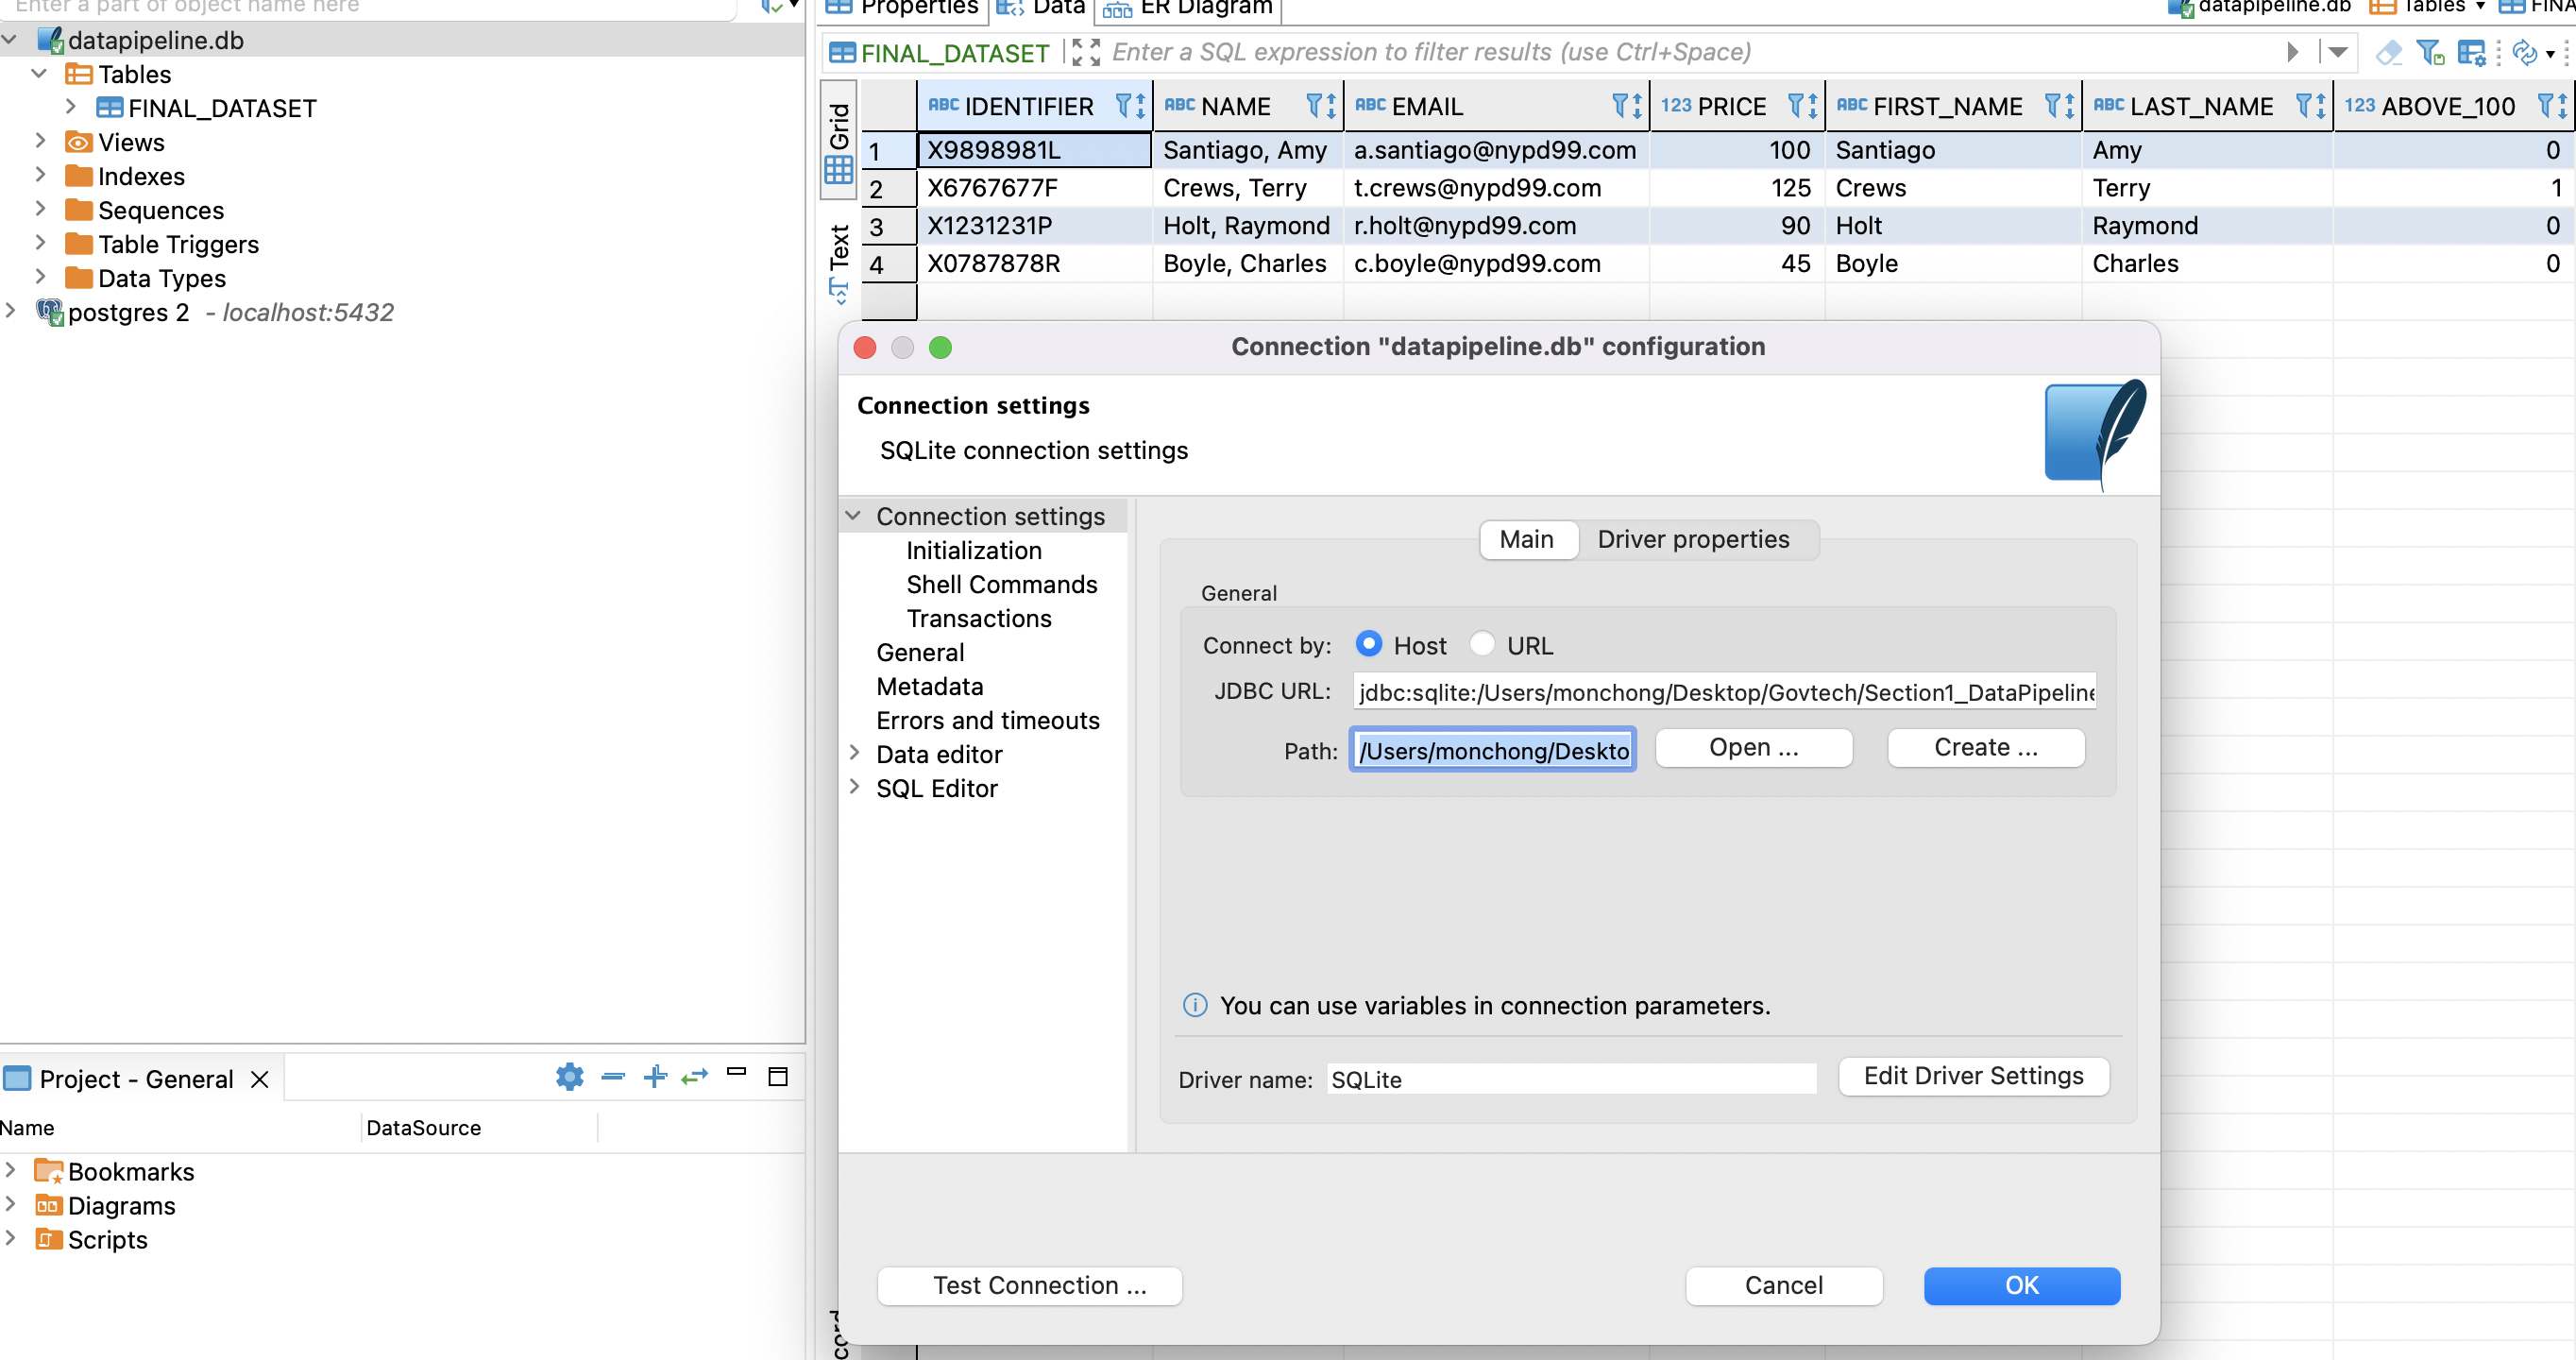 Enter a part of object name here
datapipeline.db
Tables
FINAL_DATASET
Views
Indexes
Sequences
Table Triggers
Data Types
postgres 2 - localhost:5432
Properties Data ER Diagram
datapipeline.db Tables FINA
FINAL_DATASET Enter a SQL expression to filter results (use Ctrl+Space)
Grid
Text
ABC IDENTIFIER ABC NAME ABC EMAIL 123 PRICE ABC FIRST_NAME ABC LAST_NAME 123 ABOVE_100
1 X9898981L Santiago, Amy a.santiago@nypd99.com 100 Santiago Amy 0
2 X6767677F Crews, Terry t.crews@nypd99.com 125 Crews Terry 1
3 X1231231P Holt, Raymond r.holt@nypd99.com 90 Holt Raymond 0
4 X0787878R Boyle, Charles c.boyle@nypd99.com 45 Boyle Charles 0
Connection "datapipeline.db" configuration
Connection settings
SQLite connection settings
Connection settings
Initialization
Shell Commands
Transactions
General
Metadata
Errors and timeouts
Data editor
SQL Editor
Main Driver properties
General
Connect by: Host URL
JDBC URL: jdbc:sqlite:/Users/monchong/Desktop/Govtech/Section1_DataPipeline
Path: /Users/monchong/Deskto Open ... Create ...
You can use variables in connection parameters.
Driver name: SQLite Edit Driver Settings
Test Connection ... Cancel OK
Project - General
Name DataSource
Bookmarks
Diagrams
Scripts